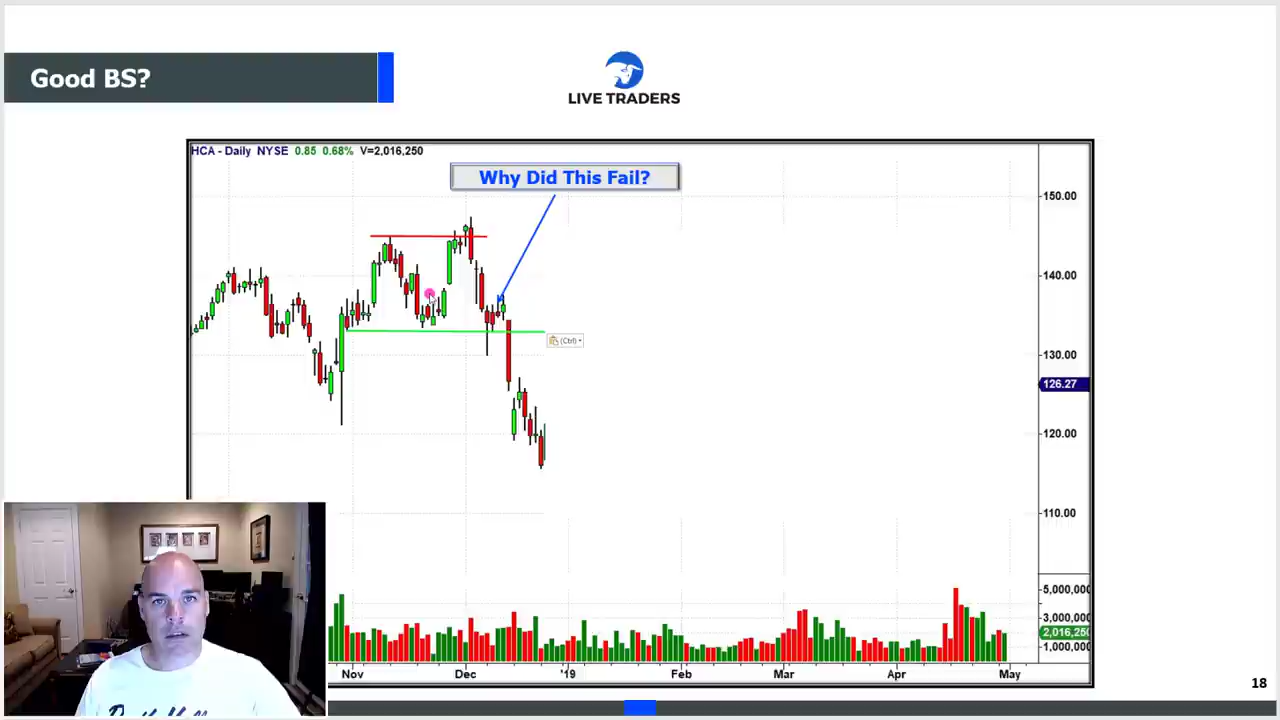 Good BS?
LIVE TRADERS
HCA - Daily NYSE 0.85 0.68% V=2,016,250
Why Did This Fail?
150.00
140.00
(Ctrl)
130.00
126.27
120.00
110.00
5,000,000
3,000,000
2,016,250
1,000,000
Nov Dec '19 Feb Mar Apr May
18